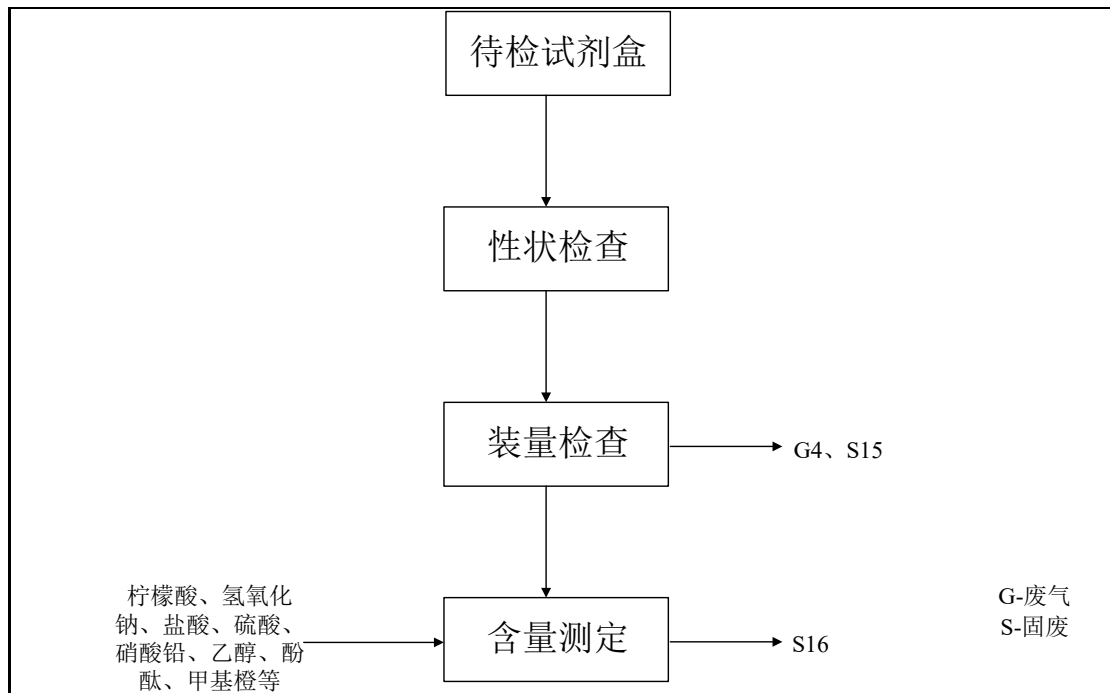 待检试剂盒
性状检查
装量检查
G4、S15
柠檬酸、氢氧化
钠、盐酸、硫酸、
硝酸铅、乙醇、酚
酞、甲基橙等
含量测定
S16
G-废气
S-固废